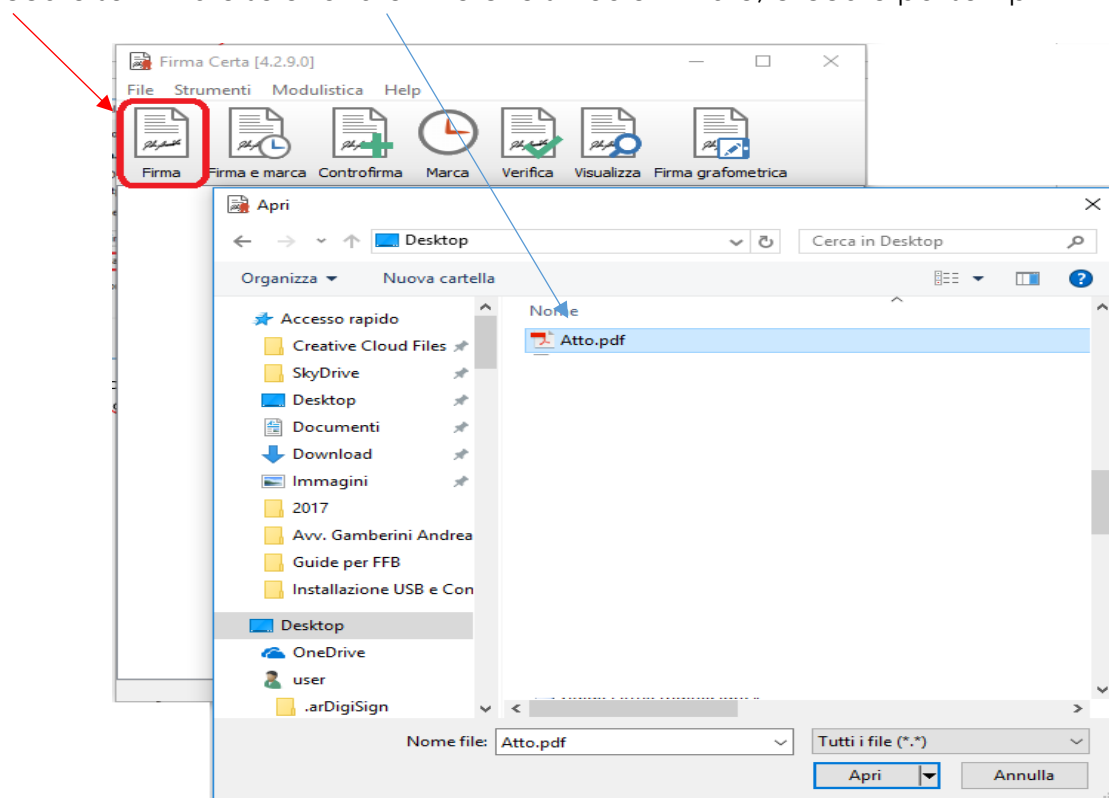 Firma Certa [4.2.9.0]
File Strumenti Modulistica Help
Firma Firma e marca Controfirma Marca Verifica Visualizza Firma grafometrica
Apri
Desktop Cerca in Desktop
Organizza Nuova cartella
Nome
Accesso rapido
Atto.pdf
Creative Cloud Files
SkyDrive
Desktop
Documenti
Download
Immagini
2017
Avv. Gamberini Andrea
Guide per FFB
Installazione USB e Con
Desktop
OneDrive
user
.arDigiSign
Nome file: Atto.pdf Tutti i file (*.*)
Apri Annulla